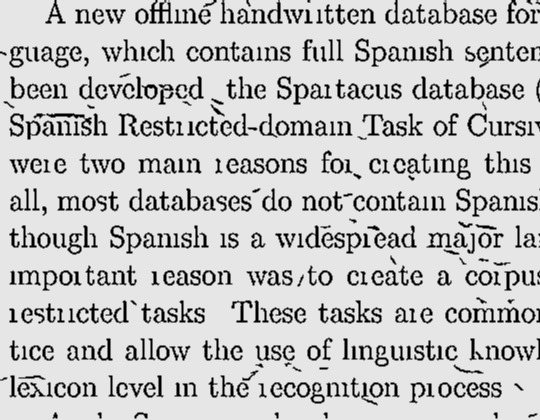 A new offline handwritten database for
guage, which contains full Spanish senten
been developed the Spartacus database (
Spanish Restricted-domain Task of Cursiv
were two main reasons for creating this
all, most databases do not contain Spanish
though Spanish is a widespread major la
important reason was to create a corpus
restricted tasks These tasks are common
tice and allow the use of linguistic knowl
lexicon level in the recognition process